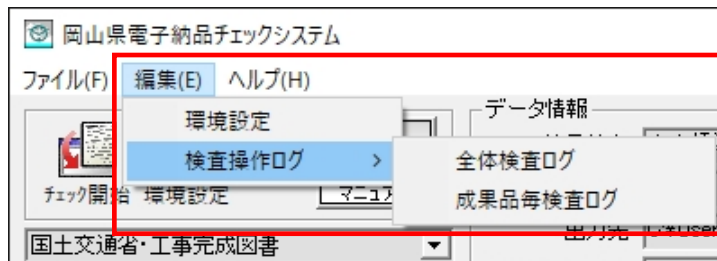 岡山県電子納品チェックシステム
ファイル(F) 編集(E) ヘルプ(H)
環境設定
検査操作ログ >
全体検査ログ
成果品毎検査ログ
データ情報
チェック開始 環境設定 マニュア
出力先
国土交通省・工事完成図書